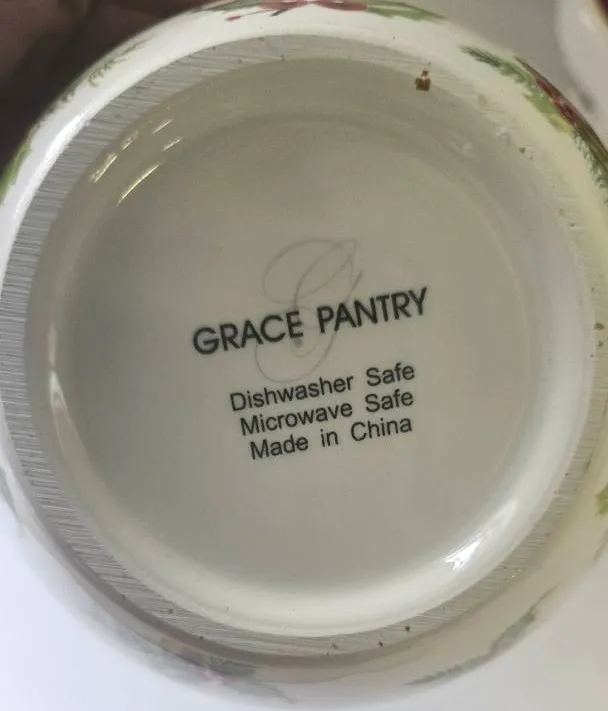 G
GRACE PANTRY
Dishwasher Safe
Microwave Safe
Made in China